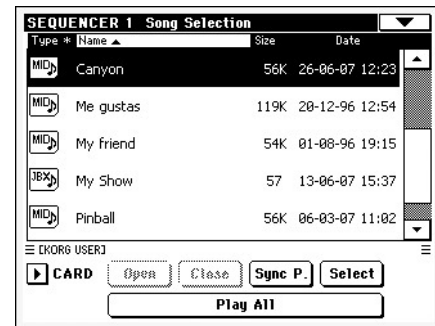 SEQUENCER 1 Song Selection
Type * Name ▲ Size Date
MID Canyon 56K 26-06-07 12:23
MID Me gustas 119K 20-12-96 12:54
MID My friend 54K 01-08-96 19:15
JBX My Show 57 13-06-07 15:37
MID Pinball 56K 06-03-07 11:02
[KORG USER]
CARD Open Close Sync P. Select
Play All